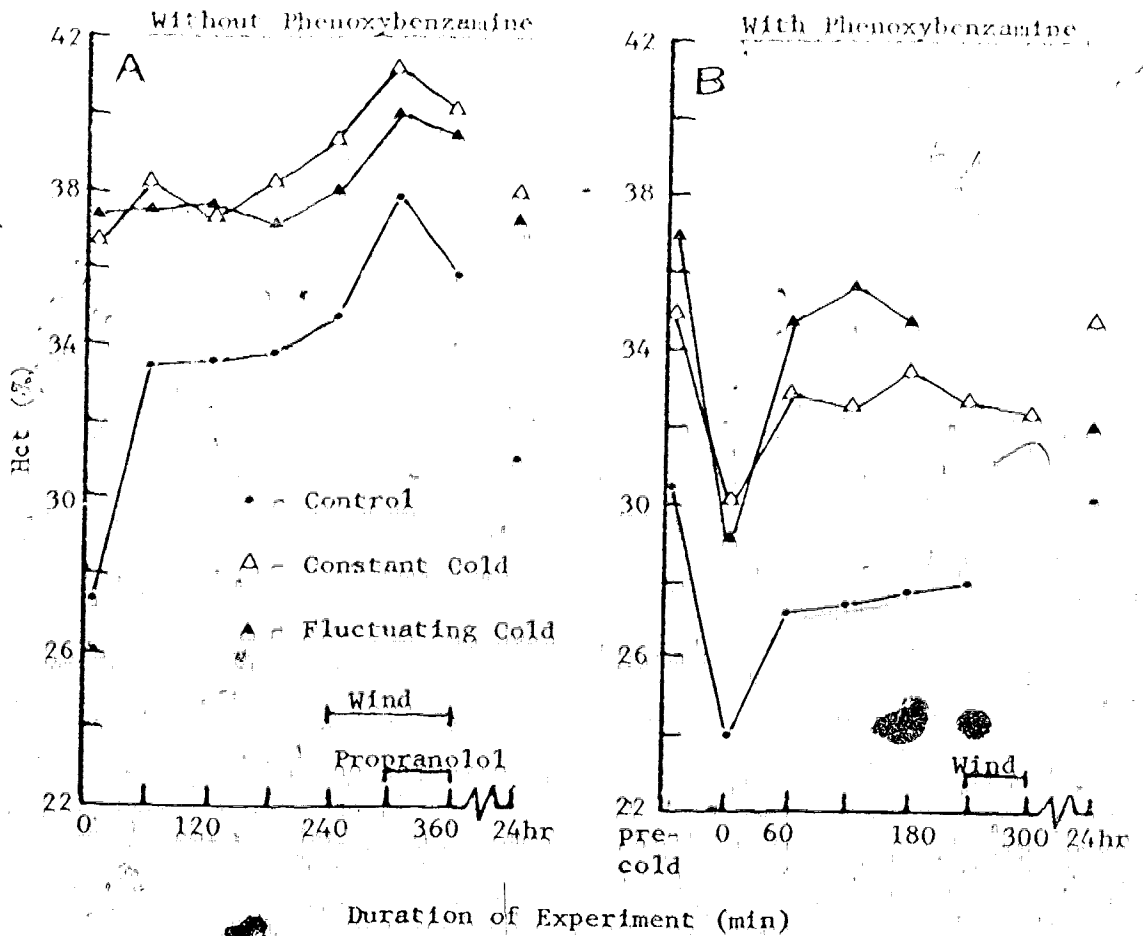 Without Phenoxybenzamine
With Phenoxybenzamine
42
A
38
34
30
26
22
Hct (%)
• - Control
△ - Constant Cold
▲ - Fluctuating Cold
Wind
Propranolol
0 120 240 360 24hr
42
B
38
34
30
26
22
Wind
pre-cold 0 60 180 300 24hr
Duration of Experiment (min)